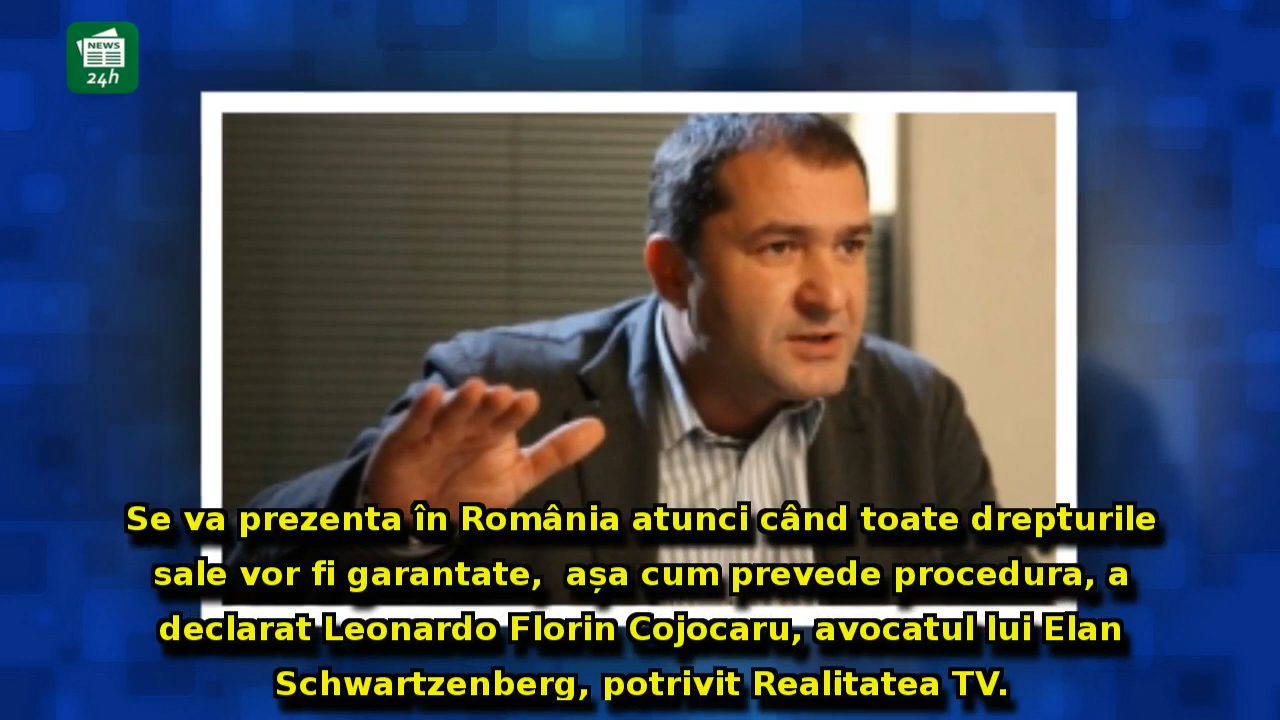 NEWS
24h
Se va prezenta în România atunci când toate drepturile
sale vor fi garantate,  așa cum prevede procedura, a
declarat Leonardo Florin Cojocaru, avocatul lui Elan
Schwartzenberg, potrivit Realitatea TV.